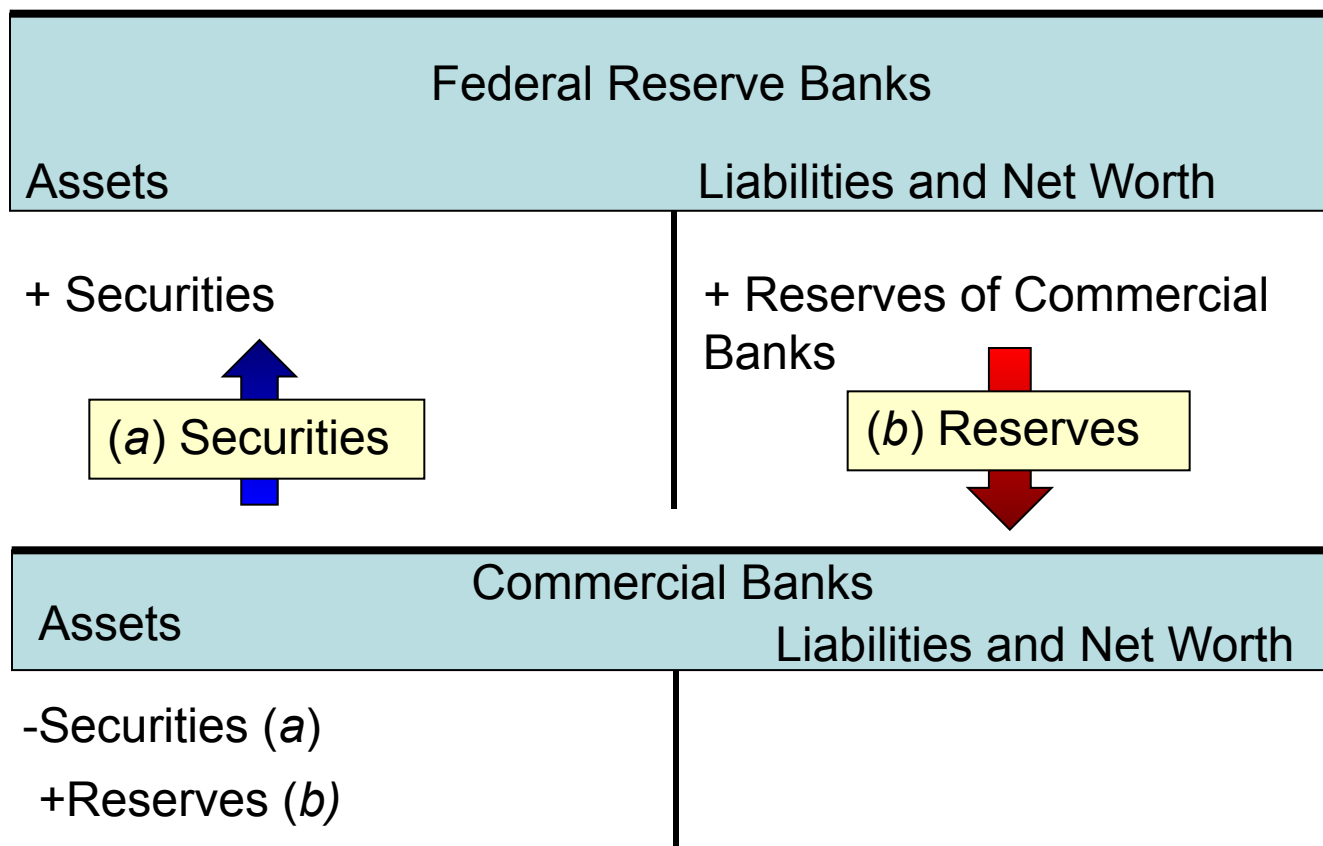 Federal Reserve Banks
Assets
Liabilities and Net Worth
+ Securities
+ Reserves of Commercial
Banks
(a) Securities
(b) Reserves
Commercial Banks
Assets
Liabilities and Net Worth
-Securities (a)
+Reserves (b)